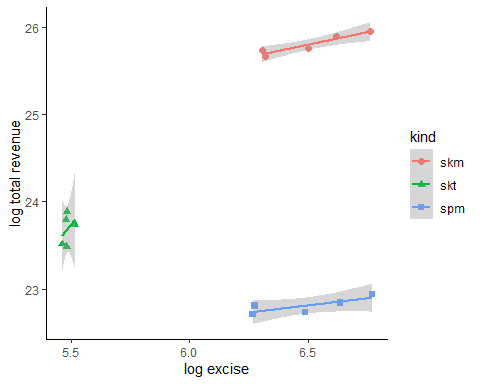 26
25
24
23
log total revenue
5.5
6.0
6.5
log excise
kind
skm
skt
spm